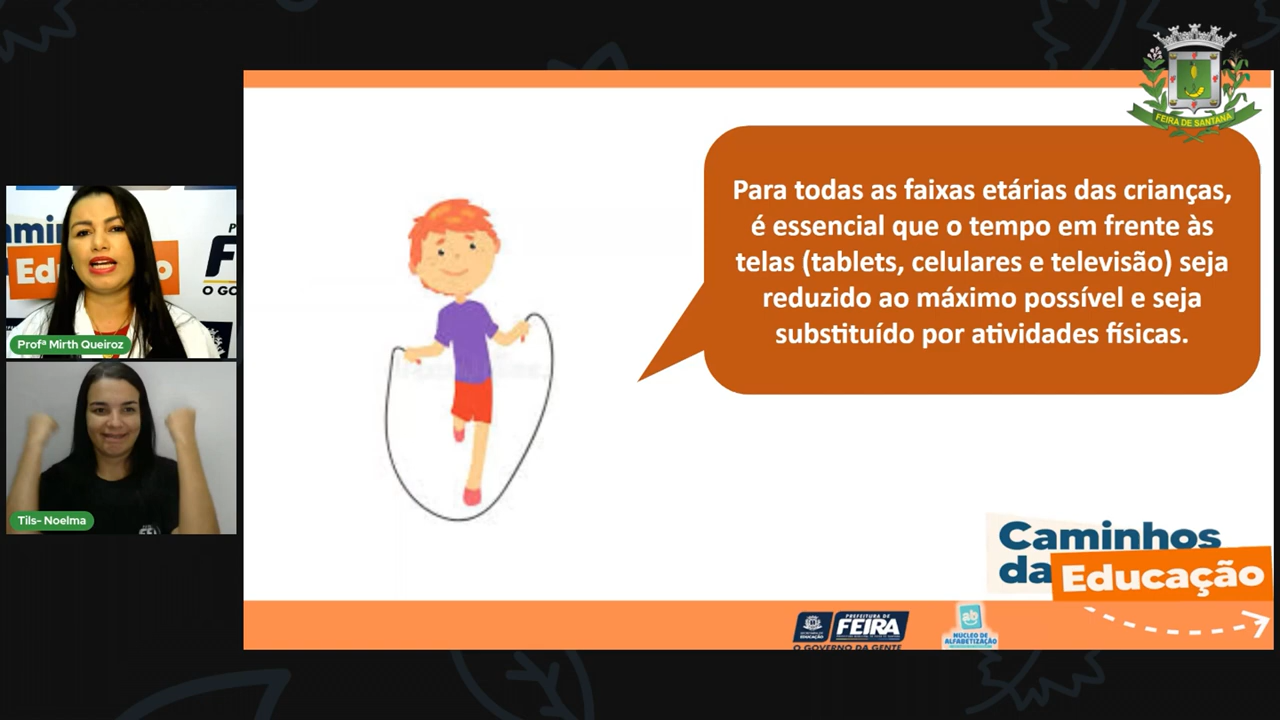 FEIRA DE SANTANA
Para todas as faixas etárias das crianças,
é essencial que o tempo em frente às
telas (tablets, celulares e televisão) seja
reduzido ao máximo possível e seja
substituído por atividades físicas.
Profª Mirth Queiroz
Tils- Noelma
Caminhos
da Educação
PREFEITURA DE
FEIRA
O GOVERNO DA GENTE
ab
NÚCLEO DE
ALFABETIZAÇÃO